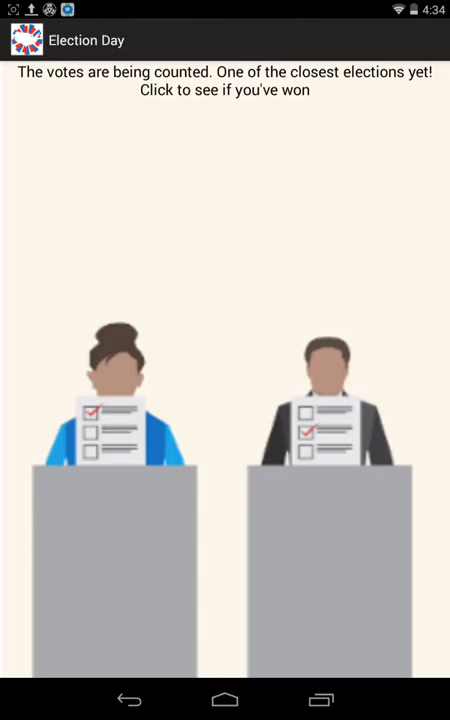 4:34
Election Day
The votes are being counted. One of the closest elections yet!
Click to see if you've won